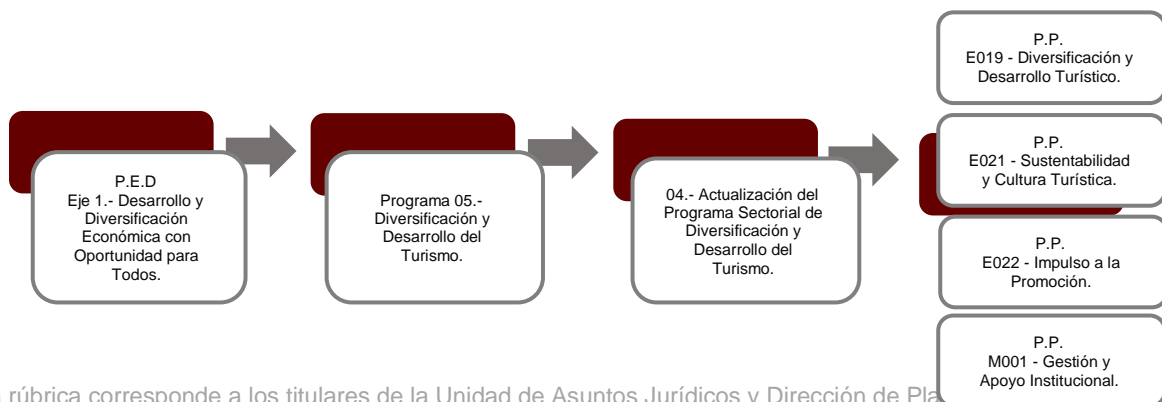 P.E.D
Eje 1.- Desarrollo y
Diversificación
Económica con
Oportunidad para
Todos.
Programa 05.-
Diversificación y
Desarrollo del
Turismo.
04.- Actualización del
Programa Sectorial de
Diversificación y
Desarrollo del
Turismo.
P.P.
E019 - Diversificación y
Desarrollo Turístico.
P.P.
E021 - Sustentabilidad
y Cultura Turística.
P.P.
E022 - Impulso a la
Promoción.
P.P.
M001 - Gestión y
Apoyo Institucional.
rúbrica corresponde a los titulares de la Unidad de Asuntos Jurídicos y Dirección de